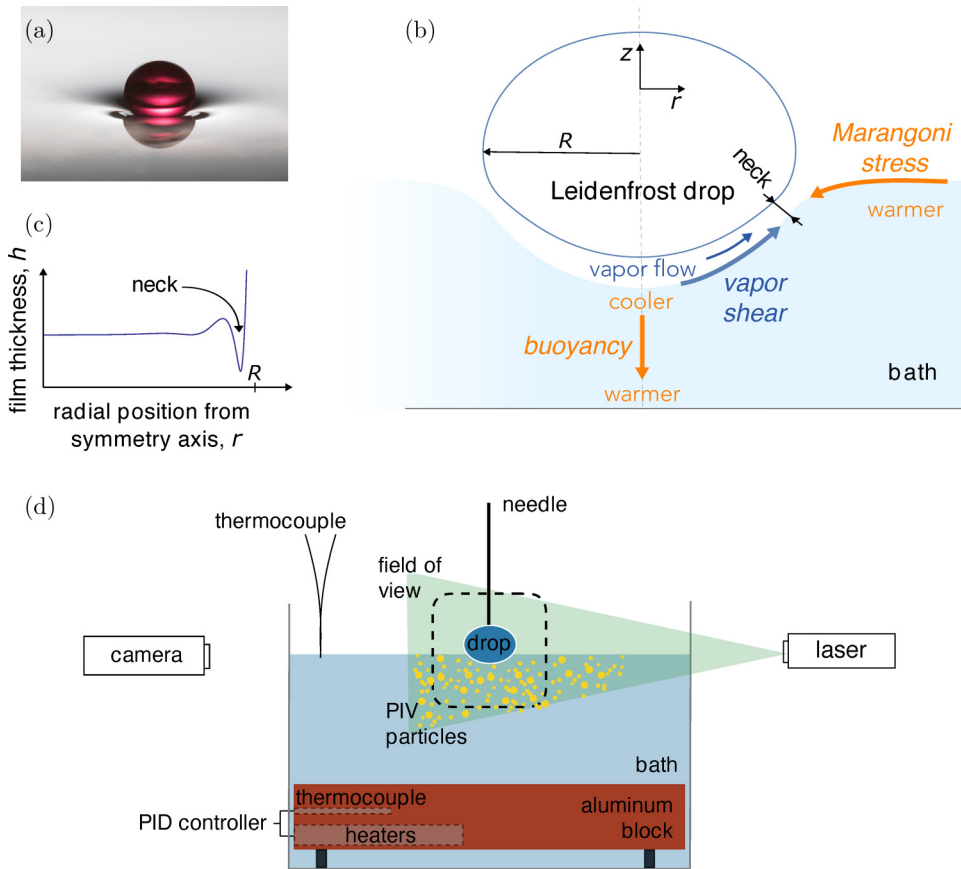 (a)
(b)
z
r
R
Leidenfrost drop
neck
Marangoni
stress
warmer
vapor flow
cooler
vapor
shear
buoyancy
warmer
bath
(c)
film thickness, h
neck
R
radial position from
symmetry axis, r
(d)
thermocouple
needle
field of
view
camera
drop
laser
PIV
particles
bath
thermocouple
PID controller
heaters
aluminum
block